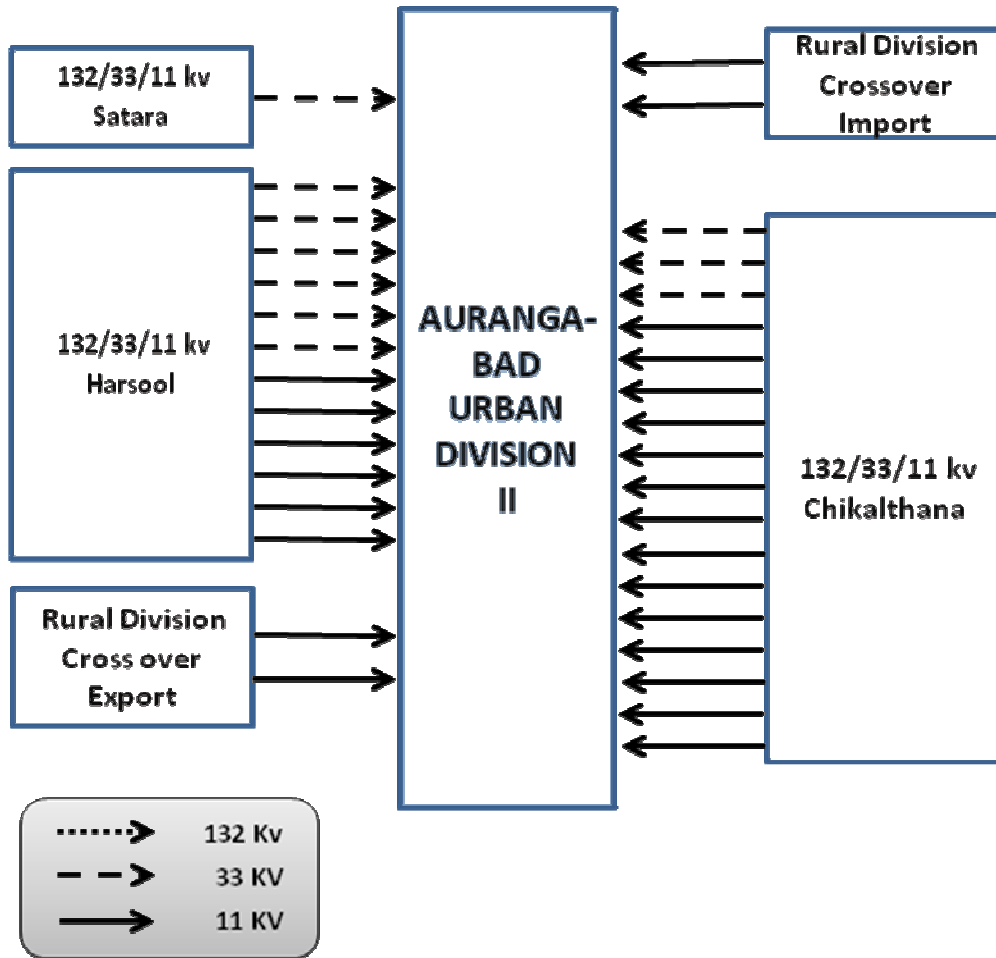 132/33/11 kv
Satara
132/33/11 kv
Harsool
Rural Division
Cross over
Export
AURANGA-
BAD
URBAN
DIVISION
II
Rural Division
Crossover
Import
132/33/11 kv
Chikalthana
132 Kv
33 KV
11 KV